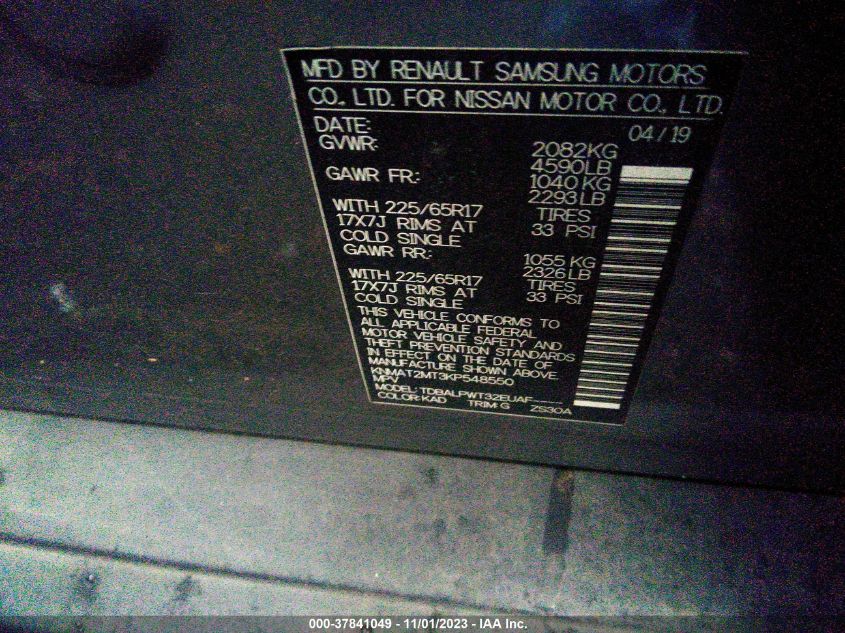 MFD BY RENAULT SAMSUNG MOTORS
CO., LTD. FOR NISSAN MOTOR CO., LTD.
DATE: 04/19
GVWR: 2082KG
4590LB
GAWR FR: 1040KG
2293LB
WITH 225/65R17 TIRES
17X7J RIMS AT 33 PSI
COLD SINGLE
GAWR RR: 1055 KG
2326LB
WITH 225/65R17 TIRES
17X7J RIMS AT 33 PSI
COLD SINGLE
THIS VEHICLE CONFORMS TO
ALL APPLICABLE FEDERAL
MOTOR VEHICLE SAFETY AND
THEFT PREVENTION STANDARDS
IN EFFECT ON THE DATE OF
MANUFACTURE SHOWN ABOVE.
KNMAT2MT3KP548550
MPV
MODEL: TDBALPWT32EUAF____
COLOR:KAD TRIM:G ZS30A
000-37841049 - 11/01/2023 - IAA Inc.